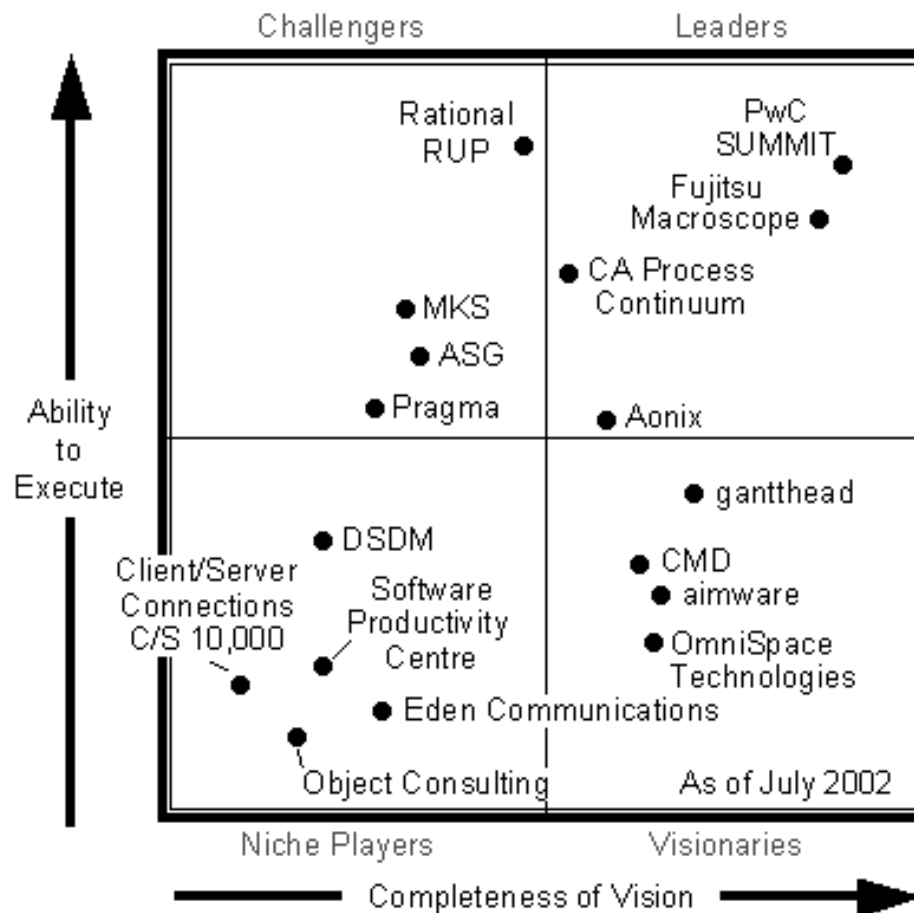 Challengers
Leaders
Rational
RUP
PwC
SUMMIT
Fujitsu
Macroscope
CA Process
Continuum
MKS
ASG
Pragma
Aonix
Ability
to
Execute
gantthead
DSDM
CMD
aimware
Client/Server
Connections
C/S 10,000
Software
Productivity
Centre
OmniSpace
Technologies
Eden Communications
Object Consulting
As of July 2002
Niche Players
Visionaries
Completeness of Vision